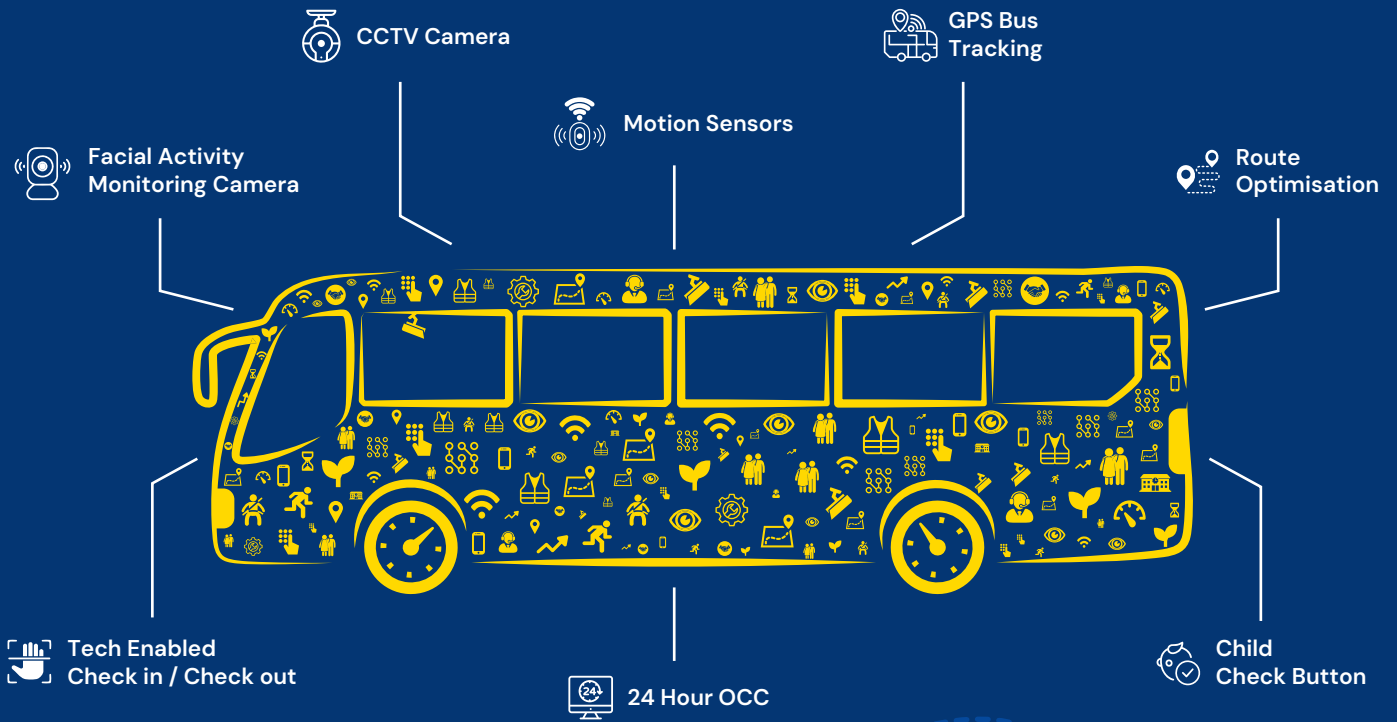 CCTV Camera
GPS Bus
Tracking
Motion Sensors
Facial Activity
Monitoring Camera
Route
Optimisation
Tech Enabled
Check in / Check out
24
24 Hour OCC
Child
Check Button